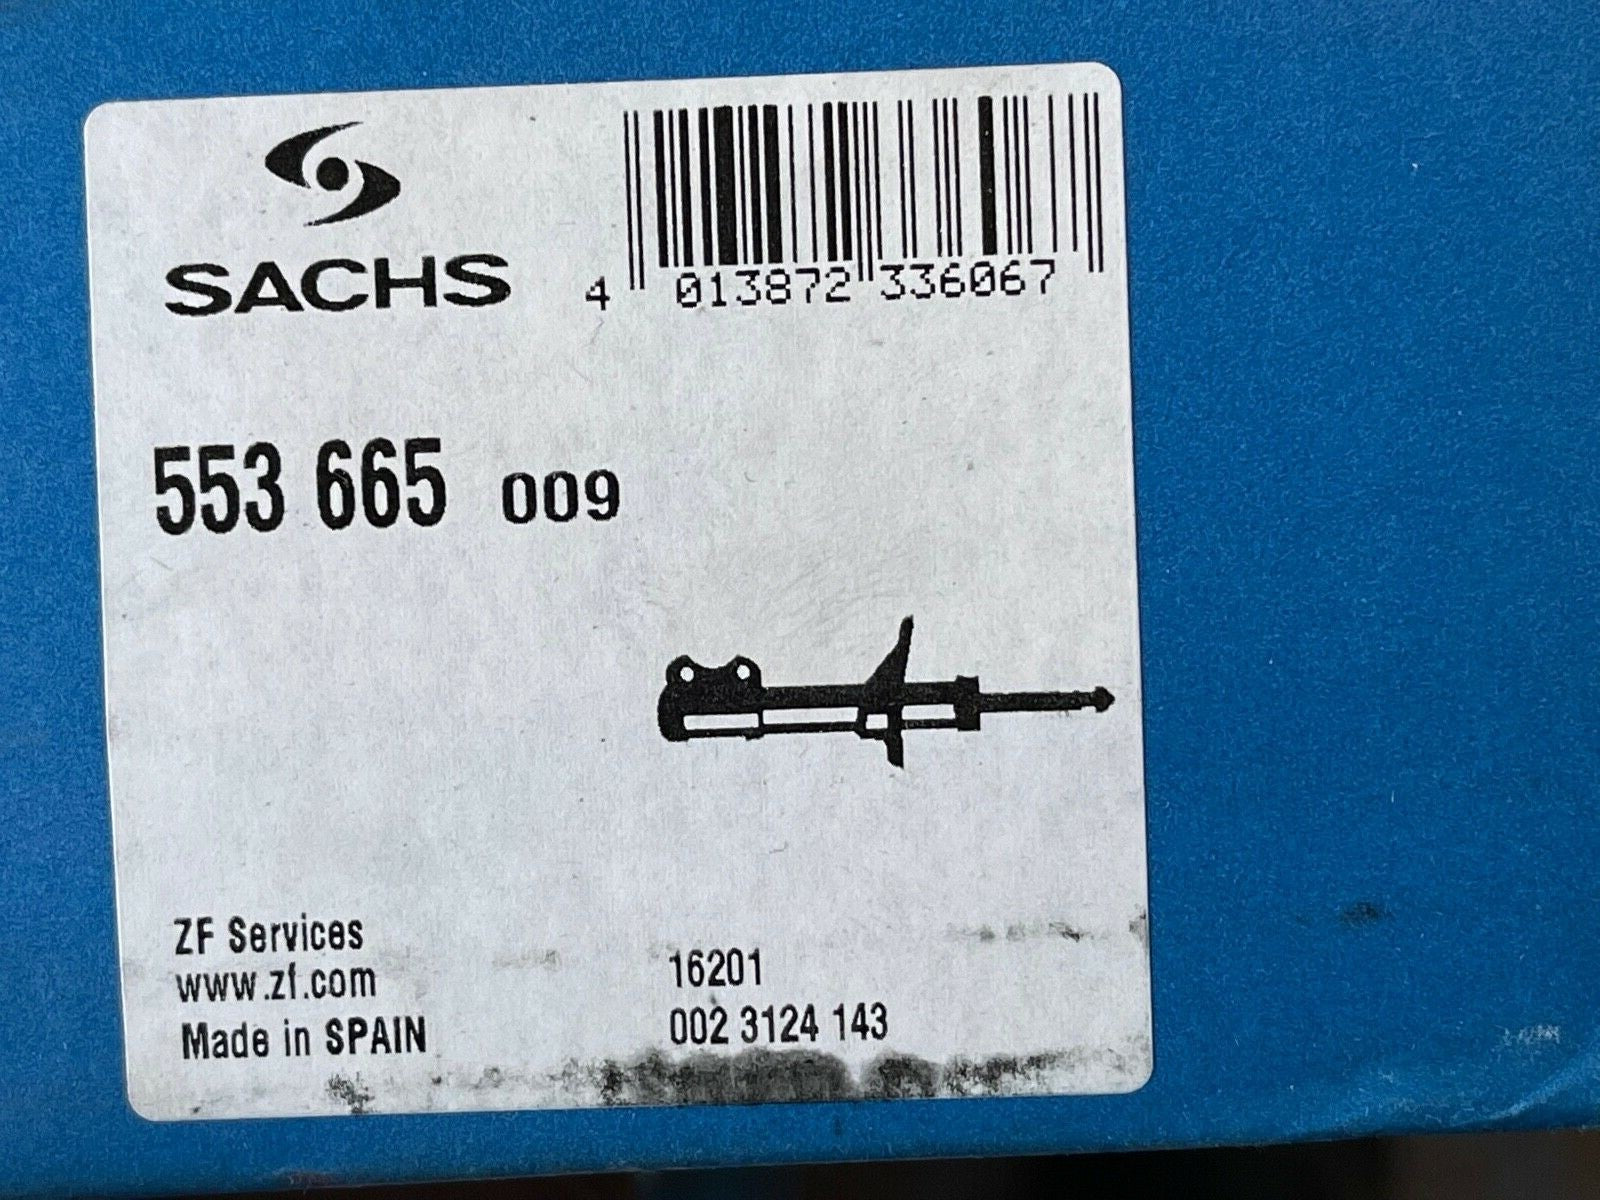 SACHS
4 013872 336067
553 665 009
ZF Services
www.zf.com
Made in SPAIN
16201
002 3124 143